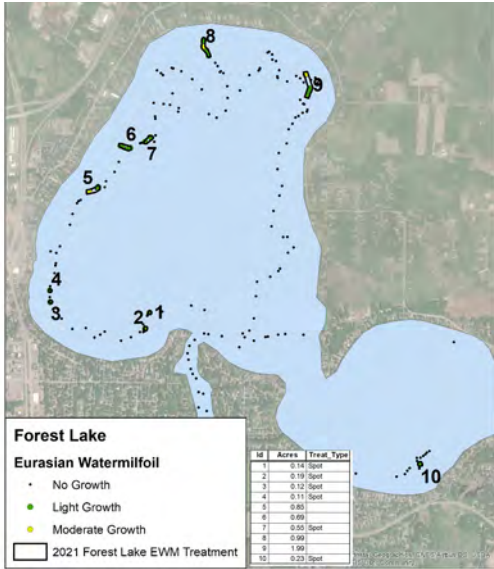 8
9
6
7
5
4
3
2 1
10
Forest Lake
Eurasian Watermilfoil
No Growth
Light Growth
Moderate Growth
2021 Forest Lake EWM Treatment
Id Acres Treat_Type
1 0.14 Spot
2 0.19 Spot
3 0.12 Spot
4 0.11 Spot
5 0.85
6 0.69
7 0.55 Spot
8 0.99
9 1.99
10 0.23 Spot